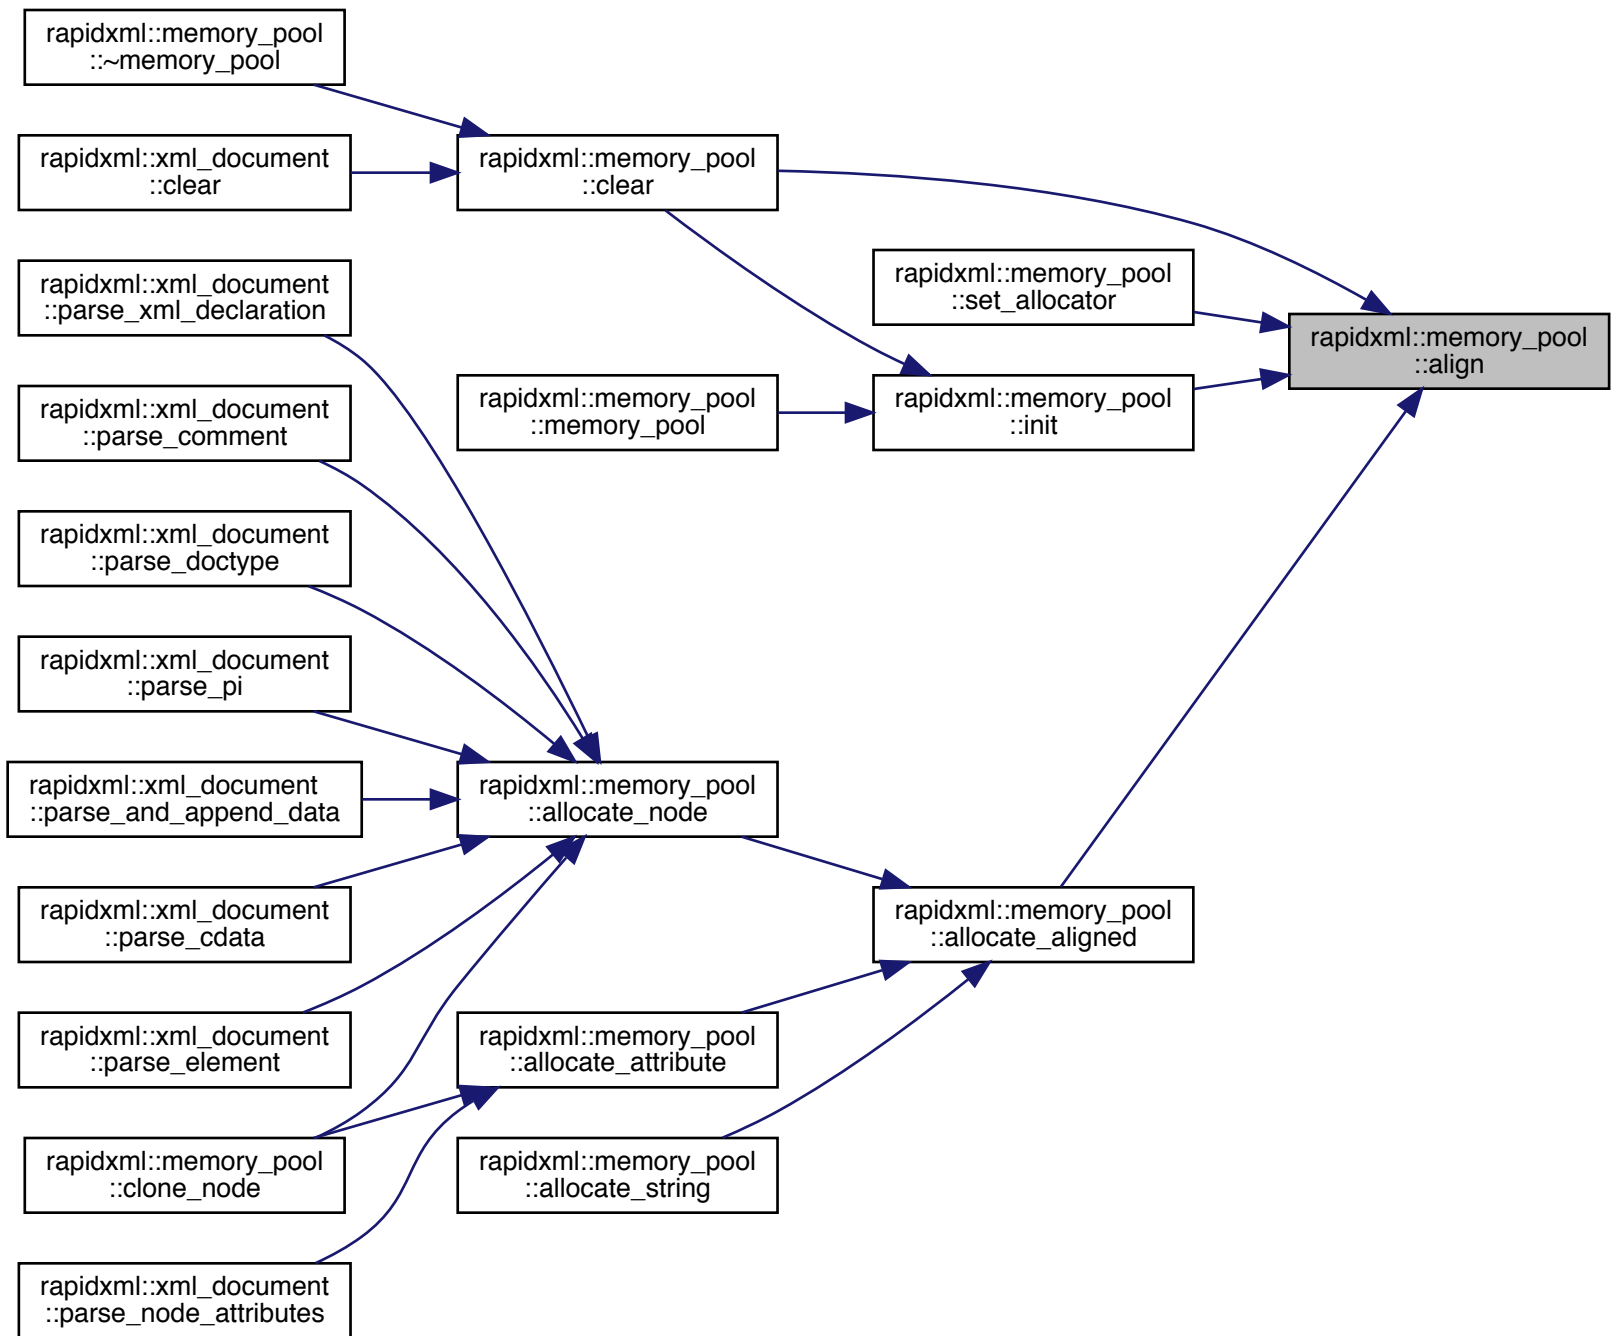 rapidxml::memory_pool
::~memory_pool
rapidxml::xml_document
::clear
rapidxml::memory_pool
::clear
rapidxml::xml_document
::parse_xml_declaration
rapidxml::memory_pool
::set_allocator
rapidxml::memory_pool
::align
rapidxml::xml_document
::parse_comment
rapidxml::memory_pool
::memory_pool
rapidxml::memory_pool
::init
rapidxml::xml_document
::parse_doctype
rapidxml::xml_document
::parse_pi
rapidxml::xml_document
::parse_and_append_data
rapidxml::memory_pool
::allocate_node
rapidxml::xml_document
::parse_cdata
rapidxml::memory_pool
::allocate_aligned
rapidxml::xml_document
::parse_element
rapidxml::memory_pool
::allocate_attribute
rapidxml::memory_pool
::clone_node
rapidxml::memory_pool
::allocate_string
rapidxml::xml_document
::parse_node_attributes